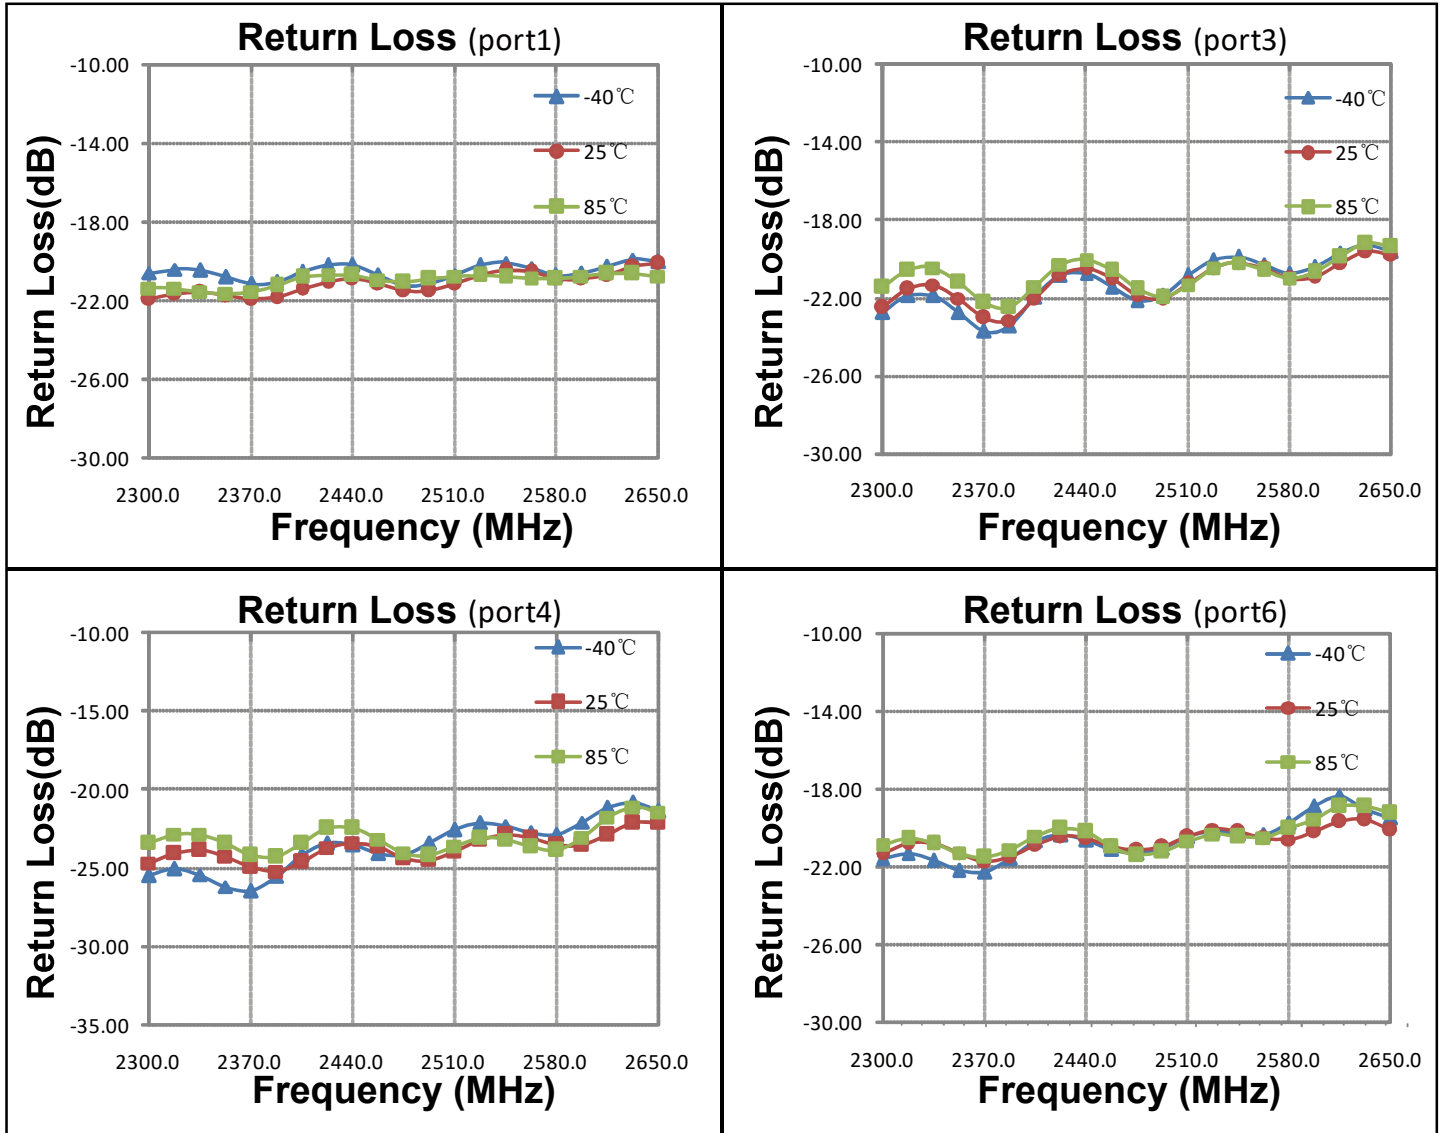 Return Loss (port1)
-10.00
-14.00
-18.00
-22.00
-26.00
-30.00
Return Loss(dB)
-40℃
25℃
85℃
2300.0 2370.0 2440.0 2510.0 2580.0 2650.0
Frequency (MHz)
Return Loss (port3)
-10.00
-14.00
-18.00
-22.00
-26.00
-30.00
Return Loss(dB)
-40℃
25℃
85℃
2300.0 2370.0 2440.0 2510.0 2580.0 2650.0
Frequency (MHz)
Return Loss (port4)
-10.00
-15.00
-20.00
-25.00
-30.00
-35.00
Return Loss(dB)
-40℃
25℃
85℃
2300.0 2370.0 2440.0 2510.0 2580.0 2650.0
Frequency (MHz)
Return Loss (port6)
-10.00
-14.00
-18.00
-22.00
-26.00
-30.00
Return Loss(dB)
-40℃
25℃
85℃
2300.0 2370.0 2440.0 2510.0 2580.0 2650.0
Frequency (MHz)